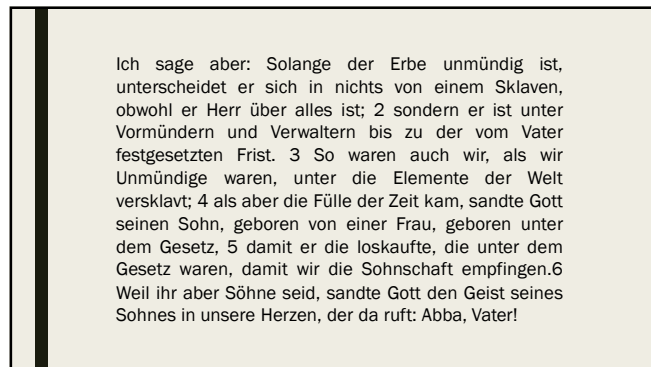 Ich sage aber: Solange der Erbe unmündig ist,
unterscheidet er sich in nichts von einem Sklaven,
obwohl er Herr über alles ist; 2 sondern er ist unter
Vormündern und Verwaltern bis zu der vom Vater
festgesetzten Frist. 3 So waren auch wir, als wir
Unmündige waren, unter die Elemente der Welt
versklavt; 4 als aber die Fülle der Zeit kam, sandte Gott
seinen Sohn, geboren von einer Frau, geboren unter
dem Gesetz, 5 damit er die loskaufte, die unter dem
Gesetz waren, damit wir die Sohnschaft empfingen.6
Weil ihr aber Söhne seid, sandte Gott den Geist seines
Sohnes in unsere Herzen, der da ruft: Abba, Vater!